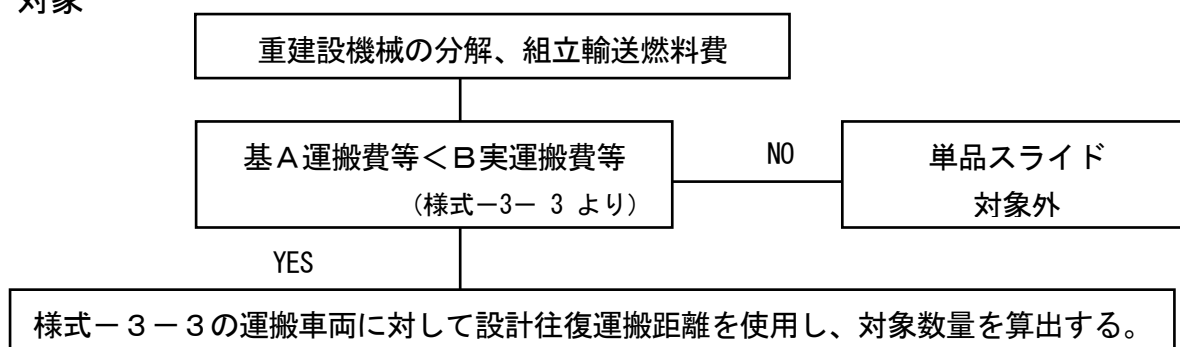 対象
重建設機械の分解、組立輸送燃料費
基A運搬費等<B実運搬費等
(様式-3- 3 より)
NO
単品スライド
対象外
YES
様式-3-3の運搬車両に対して設計往復運搬距離を使用し、対象数量を算出する。